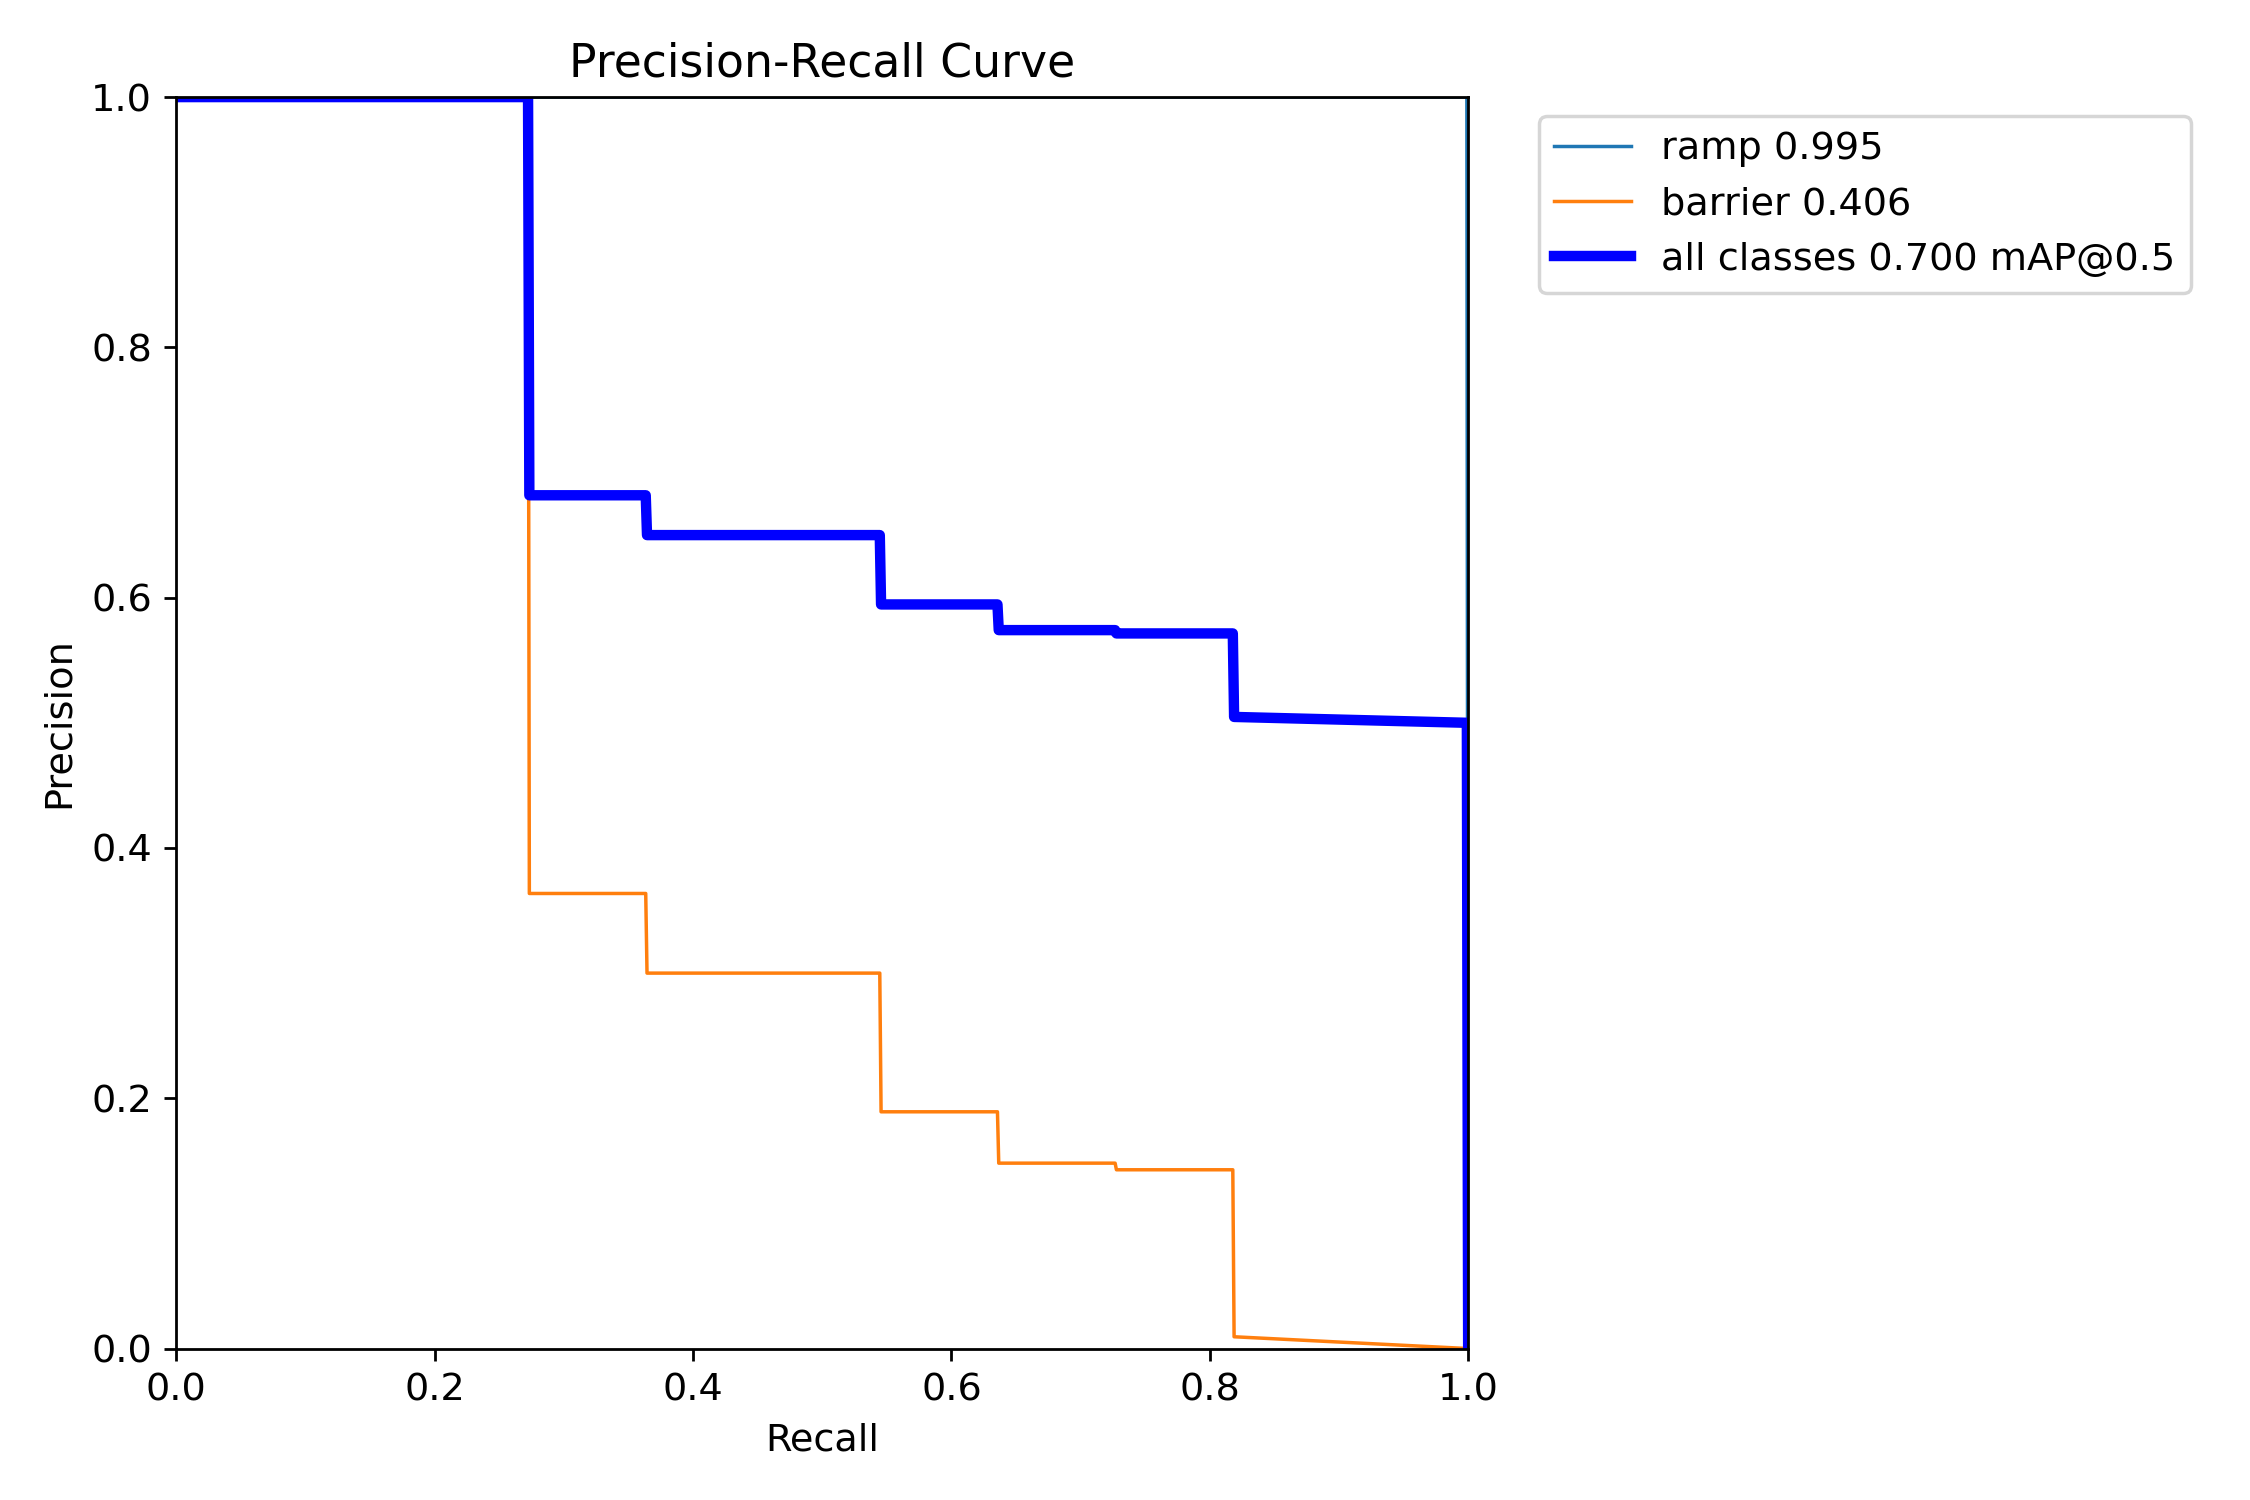 Precision-Recall Curve
1.0
0.8
0.6
0.4
0.2
0.0
Precision
0.0 0.2 0.4 0.6 0.8 1.0
Recall
ramp 0.995
barrier 0.406
all classes 0.700 mAP@0.5